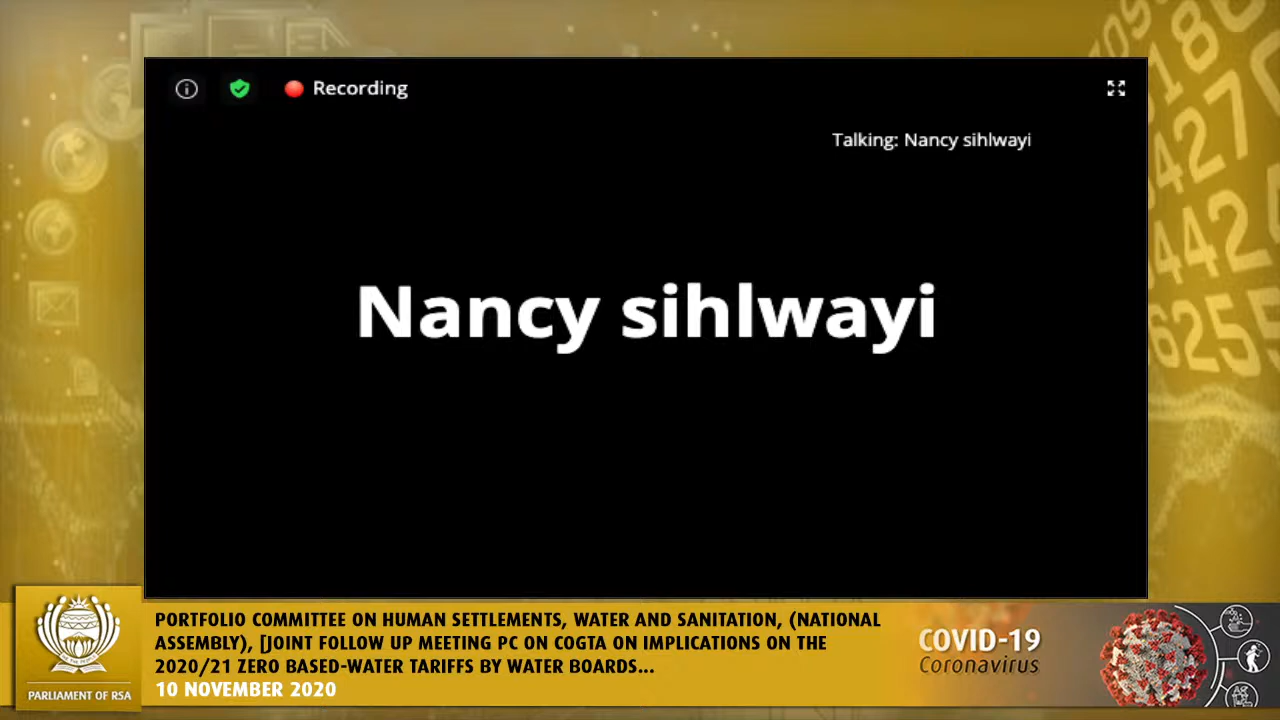 Recording
Talking: Nancy sihlwayi
Nancy sihlwayi
PORTFOLIO COMMITTEE ON HUMAN SETTLEMENTS, WATER AND SANITATION, (NATIONAL
ASSEMBLY), [JOINT FOLLOW UP MEETING PC ON COGTA ON IMPLICATIONS ON THE
2020/21 ZERO BASED-WATER TARIFFS BY WATER BOARDS...
10 NOVEMBER 2020
PARLIAMENT OF RSA
COVID-19
Coronavirus